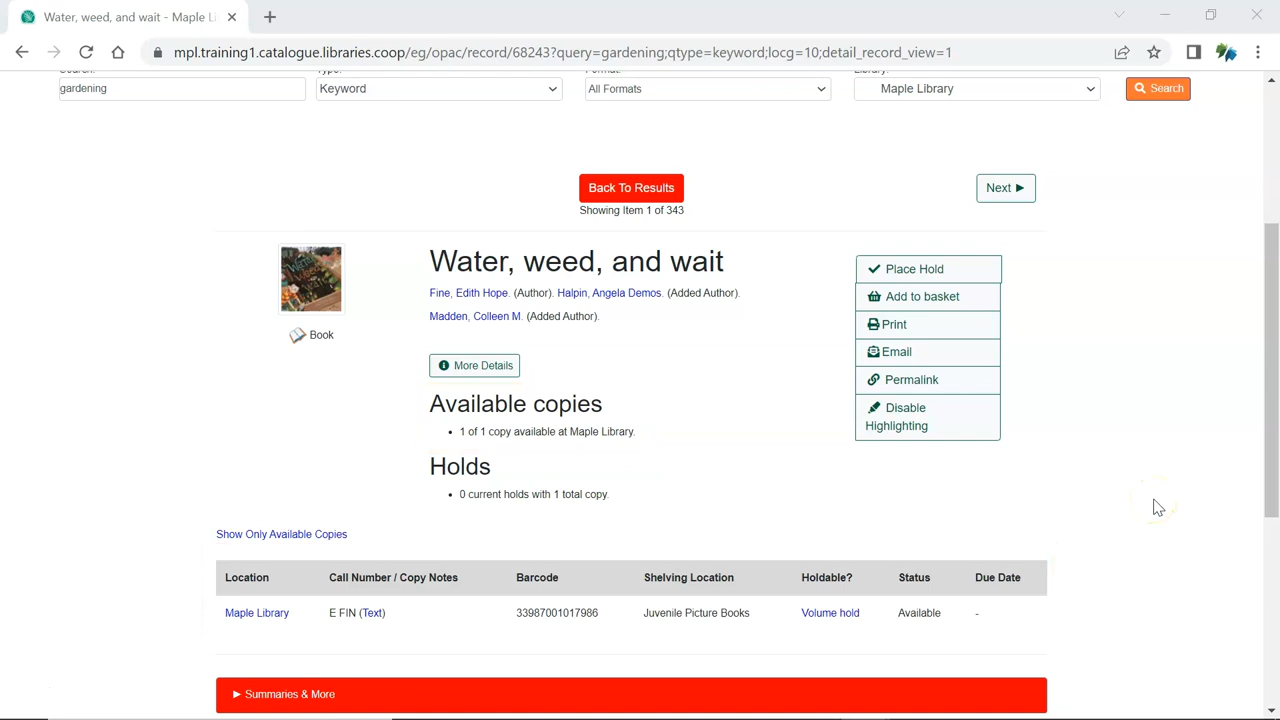 Water, weed, and wait - Maple Li
mpl.training1.catalogue.libraries.coop/eg/opac/record/68243?query=gardening;qtype=keyword;locg=10;detail_record_view=1
Search: Type: Format: Library:
gardening Keyword All Formats Maple Library Search
Back To Results Next ►
Showing Item 1 of 343
Water, weed, and wait
Fine, Edith Hope. (Author). Halpin, Angela Demos. (Added Author).
Madden, Colleen M. (Added Author).
Book
More Details
Place Hold
Add to basket
Print
Email
Permalink
Disable
Highlighting
Available copies
• 1 of 1 copy available at Maple Library.
Holds
• 0 current holds with 1 total copy.
Show Only Available Copies
Location Call Number / Copy Notes Barcode Shelving Location Holdable? Status Due Date
Maple Library E FIN (Text) 33987001017986 Juvenile Picture Books Volume hold Available -
► Summaries & More